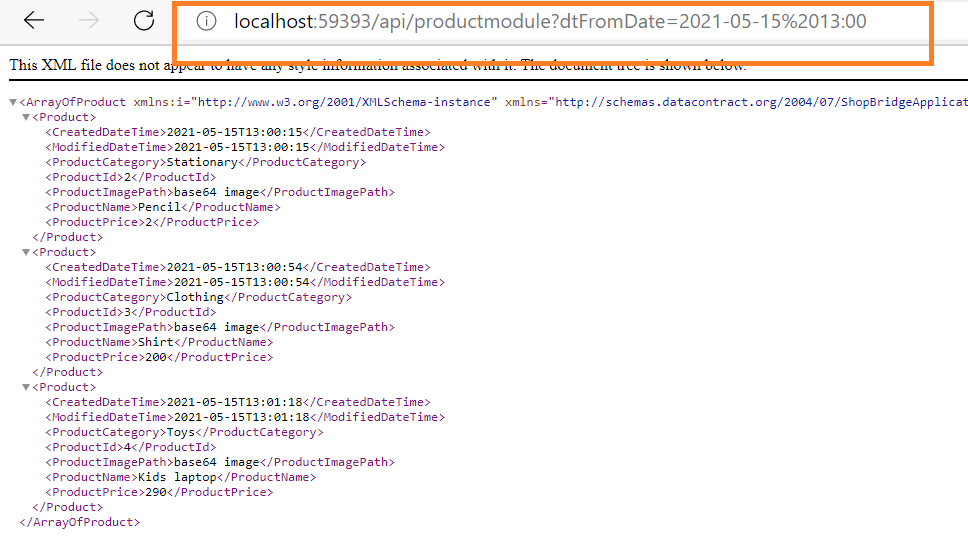 localhost:59393/api/productmodule?dtFromDate=2021-05-15%2013:00
This XML file does not appear to have any style information associated with it. The document tree is shown below.
▼<ArrayOfProduct xmlns:i="http://www.w3.org/2001/XMLSchema-instance" xmlns="http://schemas.datacontract.org/2004/07/ShopBridgeApplicat
▼<Product>
<CreatedDateTime>2021-05-15T13:00:15</CreatedDateTime>
<ModifiedDateTime>2021-05-15T13:00:15</ModifiedDateTime>
<ProductCategory>Stationary</ProductCategory>
<ProductId>2</ProductId>
<ProductImagePath>base64 image</ProductImagePath>
<ProductName>Pencil</ProductName>
<ProductPrice>2</ProductPrice>
</Product>
▼<Product>
<CreatedDateTime>2021-05-15T13:00:54</CreatedDateTime>
<ModifiedDateTime>2021-05-15T13:00:54</ModifiedDateTime>
<ProductCategory>Clothing</ProductCategory>
<ProductId>3</ProductId>
<ProductImagePath>base64 image</ProductImagePath>
<ProductName>Shirt</ProductName>
<ProductPrice>200</ProductPrice>
</Product>
▼<Product>
<CreatedDateTime>2021-05-15T13:01:18</CreatedDateTime>
<ModifiedDateTime>2021-05-15T13:01:18</ModifiedDateTime>
<ProductCategory>Toys</ProductCategory>
<ProductId>4</ProductId>
<ProductImagePath>base64 image</ProductImagePath>
<ProductName>Kids laptop</ProductName>
<ProductPrice>290</ProductPrice>
</Product>
</ArrayOfProduct>